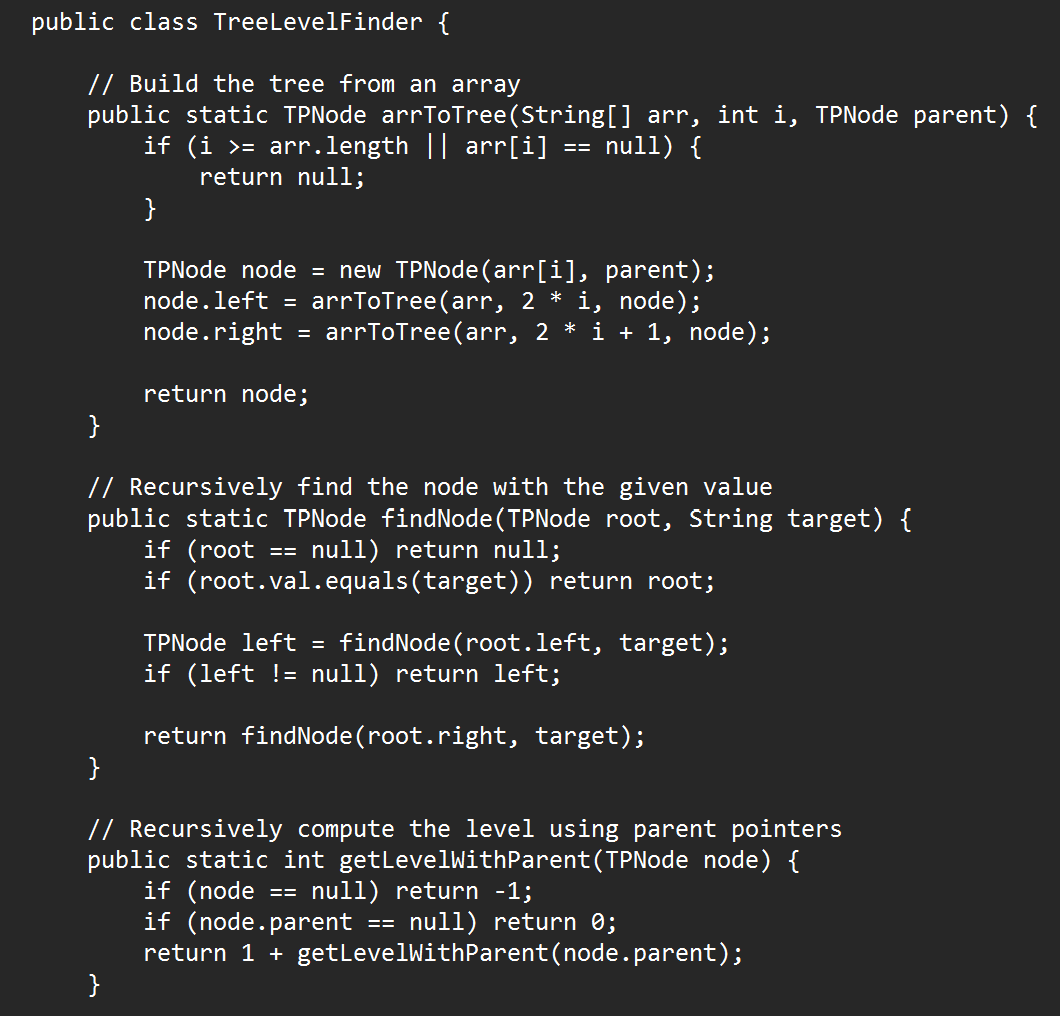 public class TreeLevelFinder {
// Build the tree from an array
public static TPNode arrToTree(String[] arr, int i, TPNode parent) {
if (i >= arr.length || arr[i] == null) {
return null;
}
TPNode node = new TPNode(arr[i], parent);
node.left = arrToTree(arr, 2 * i, node);
node.right = arrToTree(arr, 2 * i + 1, node);
return node;
}
// Recursively find the node with the given value
public static TPNode findNode(TPNode root, String target) {
if (root == null) return null;
if (root.val.equals(target)) return root;
TPNode left = findNode(root.left, target);
if (left != null) return left;
return findNode(root.right, target);
}
// Recursively compute the level using parent pointers
public static int getLevelWithParent(TPNode node) {
if (node == null) return -1;
if (node.parent == null) return 0;
return 1 + getLevelWithParent(node.parent);
}